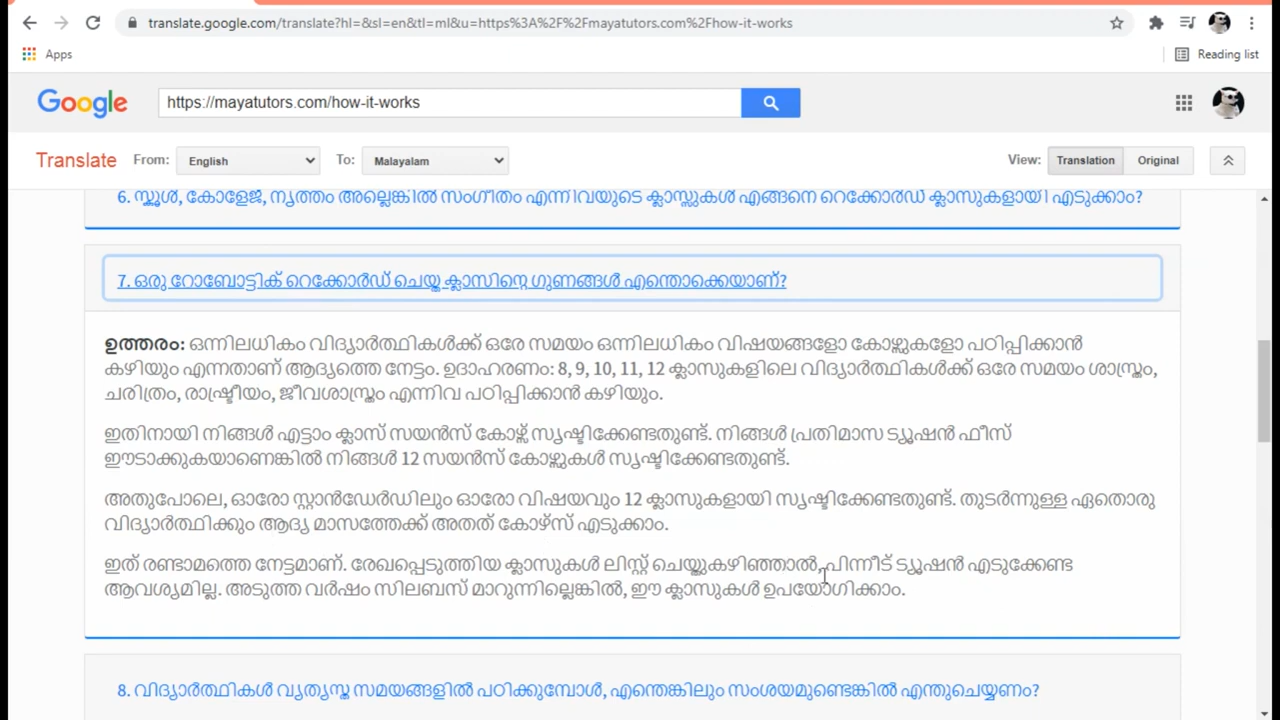 translate.google.com/translate?hl=&sl=en&tl=ml&u=https%3A%2F%2Fmayatutors.com%2Fhow-it-works
Apps
Reading list
Google
https://mayatutors.com/how-it-works
Translate From: English To: Malayalam View: Translation Original
6. സ്കൂൾ, കോളേജ്, നൃത്തം അല്ലെങ്കിൽ സംഗീതം എന്നിവയുടെ ക്ലാസ്സുകൾ എങ്ങനെ റെക്കോർഡ് ക്ലാസുകളായി എടുക്കാം?
7. ഒരു റോബോട്ടിക് റെക്കോർഡ് ചെയ്ത ക്ലാസിന്റെ ഗുണങ്ങൾ എന്തൊക്കെയാണ്?
ഉത്തരം: ഒന്നിലധികം വിദ്യാർത്ഥികൾക്ക് ഒരേ സമയം ഒന്നിലധികം വിഷയങ്ങളോ കോഴ്സുകളോ പഠിപ്പിക്കാൻ
കഴിയും എന്നതാണ് ആദ്യത്തെ നേട്ടം. ഉദാഹരണം: 8, 9, 10, 11, 12 ക്ലാസുകളിലെ വിദ്യാർത്ഥികൾക്ക് ഒരേ സമയം ശാസ്ത്രം,
ചരിത്രം, രാഷ്ട്രീയം, ജീവശാസ്ത്രം എന്നിവ പഠിപ്പിക്കാൻ കഴിയും.
ഇതിനായി നിങ്ങൾ എട്ടാം ക്ലാസ് സയൻസ് കോഴ്സ് സൃഷ്ടിക്കേണ്ടതുണ്ട്. നിങ്ങൾ പ്രതിമാസ ട്യൂഷൻ ഫീസ്
ഈടാക്കുകയാണെങ്കിൽ നിങ്ങൾ 12 സയൻസ് കോഴ്സുകൾ സൃഷ്ടിക്കേണ്ടതുണ്ട്.
അതുപോലെ, ഓരോ സ്റ്റാൻഡേർഡിലും ഓരോ വിഷയവും 12 ക്ലാസുകളായി സൃഷ്ടിക്കേണ്ടതുണ്ട്. തുടർന്നുള്ള ഏതൊരു
വിദ്യാർത്ഥിക്കും ആദ്യ മാസത്തേക്ക് അതത് കോഴ്സ് എടുക്കാം.
ഇത് രണ്ടാമത്തെ നേട്ടമാണ്. രേഖപ്പെടുത്തിയ ക്ലാസുകൾ ലിസ്റ്റ് ചെയ്തുകഴിഞ്ഞാൽ, പിന്നീട് ട്യൂഷൻ എടുക്കേണ്ട
ആവശ്യമില്ല. അടുത്ത വർഷം സിലബസ് മാറുന്നില്ലെങ്കിൽ, ഈ ക്ലാസുകൾ ഉപയോഗിക്കാം.
8. വിദ്യാർത്ഥികൾ വ്യത്യസ്ത സമയങ്ങളിൽ പഠിക്കുമ്പോൾ, എന്തെങ്കിലും സംശയമുണ്ടെങ്കിൽ എന്തുചെയ്യണം?